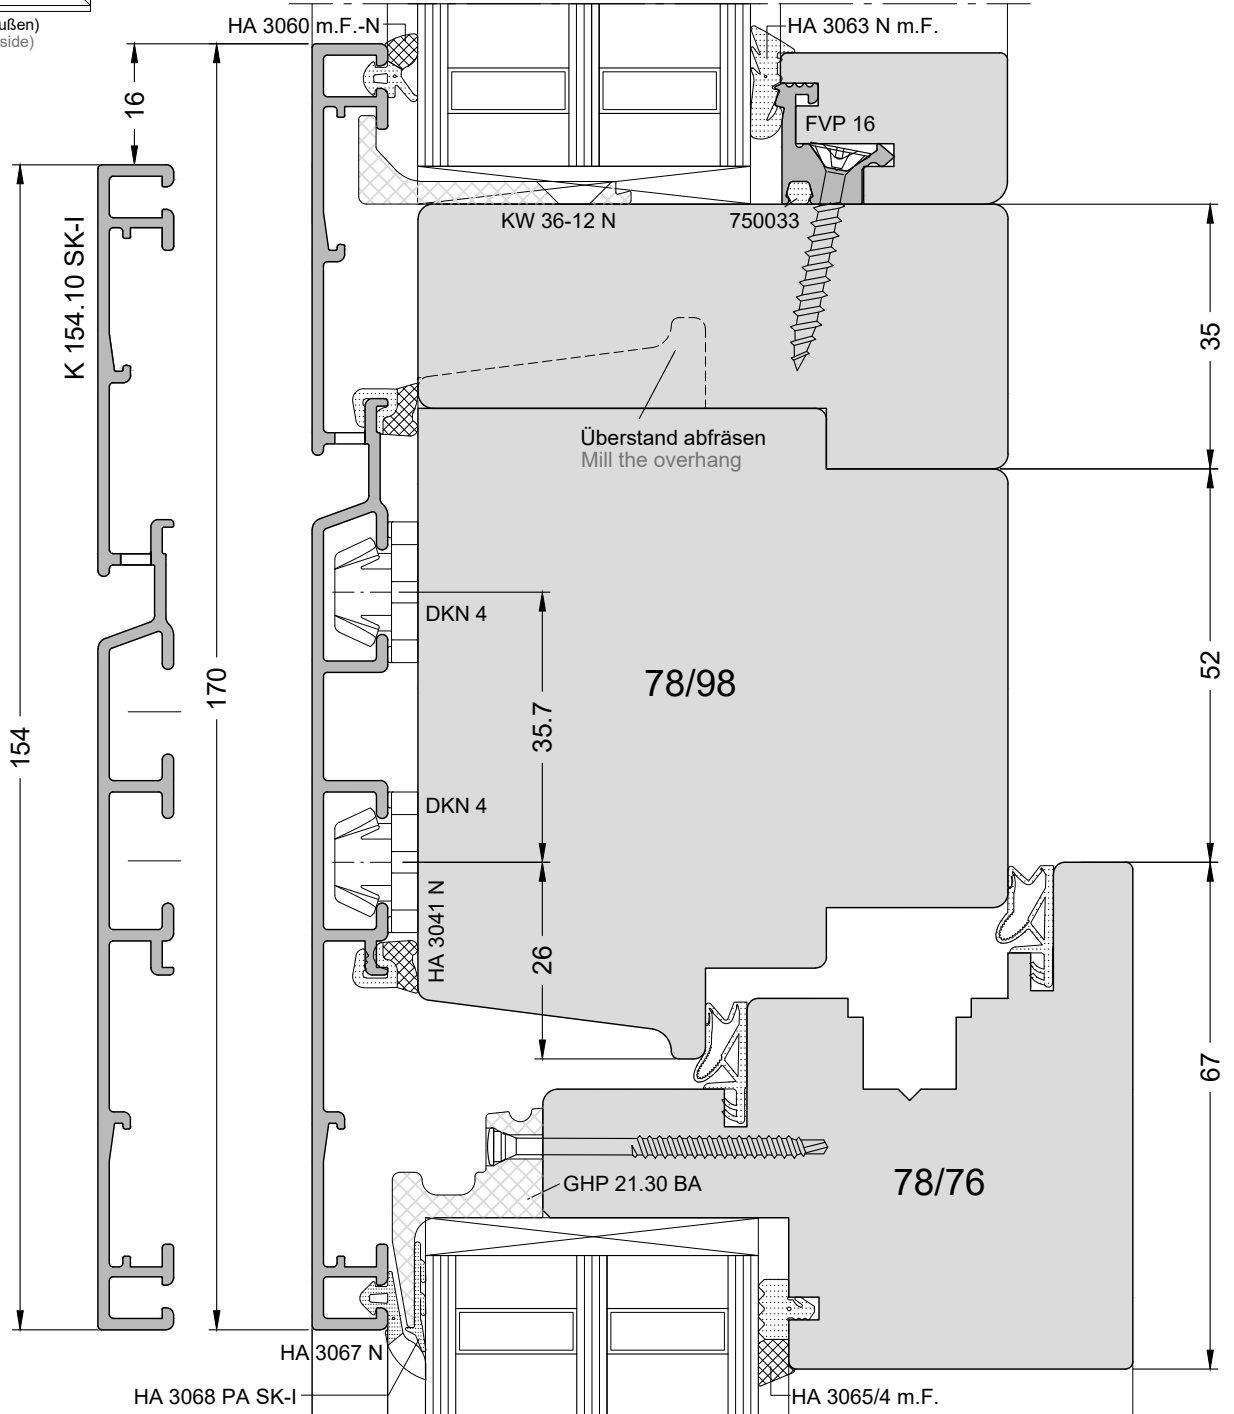 ußen)
side)
HA 3060 m.F.-N
HA 3063 N m.F.
16
FVP 16
K 154.10 SK-I
KW 36-12 N
750033
35
Überstand abfräsen
Mill the overhang
DKN 4
78/98
52
170
154
35.7
DKN 4
HA 3041 N
26
67
GHP 21.30 BA
78/76
HA 3067 N
HA 3068 PA SK-I
HA 3065/4 m.F.